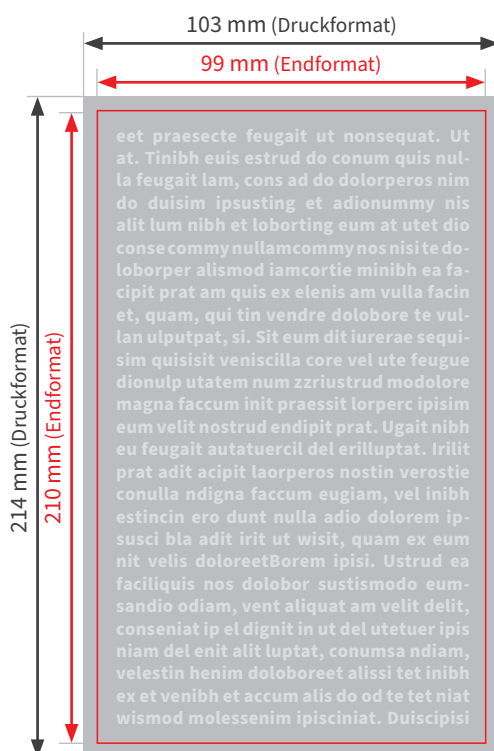 103 mm (Druckformat)
99 mm (Endformat)
214 mm (Druckformat)
210 mm (Endformat)
eet praesecte feugait ut nonsequat. Ut
at. Tinibh euis estrud do conum quis nul-
la feugait lam, cons ad do dolorperos nim
do duisim ipsusting et adionummy nis
alit lum nibh et loborting eum at utet dio
conse commy nullamcommy nos nisi te do-
loborper alismod iamcortie minibh ea fa-
cipit prat am quis ex elenis am vulla facin
et, quam, qui tin vendre dolobore te vul-
lan ulputpat, si. Sit eum dit iurerae sequi-
sim quisisit veniscilla core vel ute feugue
dionulp utatem num zzriustrud modolore
magna faccum init praessit lorperc ipisim
eum velit nostrud endipit prat. Ugait nibh
eu feugait autatuercil del erilluptat. Irilit
prat adit acipit laorperos nostin verostie
conulla ndigna faccum eugiam, vel inibh
estincin ero dunt nulla adio dolorem ip-
susci bla adit irit ut wisit, quam ex eum
nit velis doloreetBorem ipisi. Ustrud ea
faciliquis nos dolobor sustismodo eum-
sandio odiam, vent aliquat am velit delit,
conseniat ip el dignit in ut del utetuer ipis
niam del enit alit luptat, conumsa ndiam,
velestin henim doloboreet alissi tet inibh
ex et venibh et accum alis do od te tet niat
wismod molessenim ipisciniat. Duiscipisi